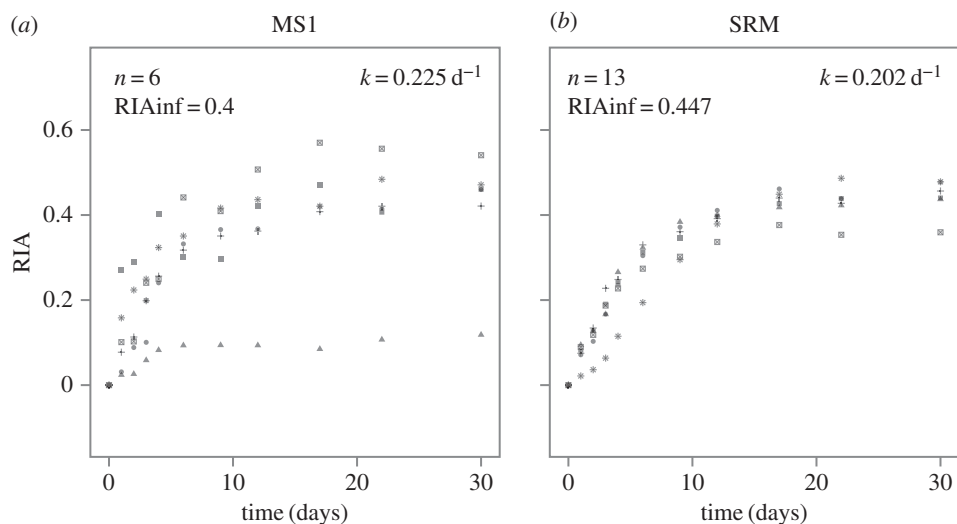 (a)
MS1
n = 6
k = 0.225 d⁻¹
RIAinf = 0.4
RIA
0.6
0.4
0.2
0
0 10 20 30
time (days)
(b)
SRM
n = 13
k = 0.202 d⁻¹
RIAinf = 0.447
0 10 20 30
time (days)